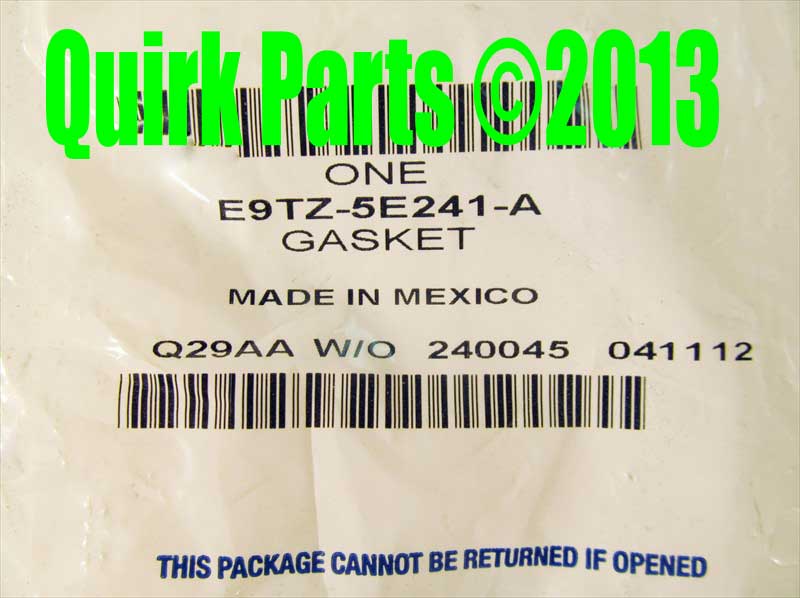 Quirk Parts ©2013
ONE
E9TZ-5E241-A
GASKET
MADE IN MEXICO
Q29AA W/O 240045 041112
THIS PACKAGE CANNOT BE RETURNED IF OPENED